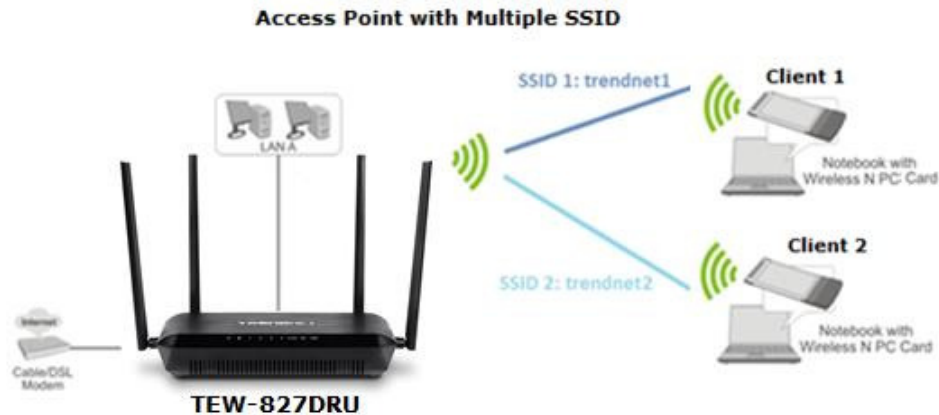 Access Point with Multiple SSID
SSID 1: trendnet1
Client 1
LAN A
Notebook with
Wireless N PC Card
Client 2
SSID 2: trendnet2
Internet
TRENDNET
Notebook with
Wireless N PC Card
Cable/DSL
Modem
TEW-827DRU